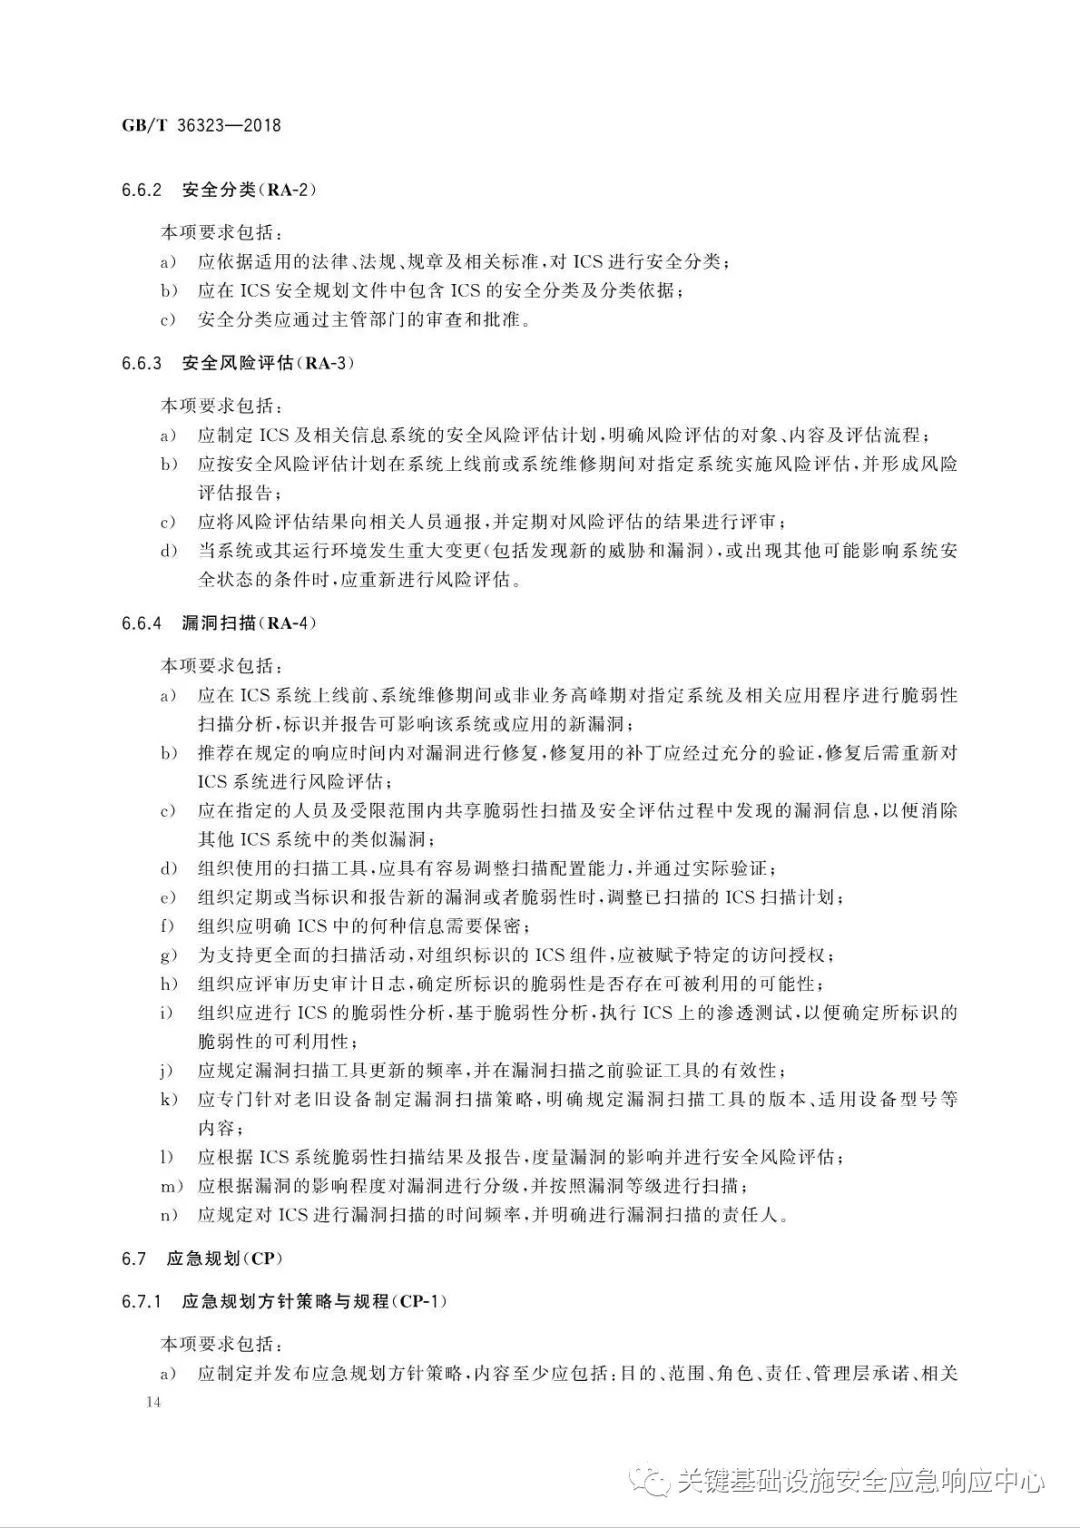 GB/T 36323—2018
6.6.2 安全分类(RA-2)
本项要求包括:
a) 应依据适用的法律、法规、规章及相关标准,对 ICS 进行安全分类;
b) 应在 ICS 安全规划文件中包含 ICS 的安全分类及分类依据;
c) 安全分类应通过主管部门的审查和批准。
6.6.3 安全风险评估(RA-3)
本项要求包括:
a) 应制定 ICS 及相关信息系统的安全风险评估计划,明确风险评估的对象、内容及评估流程;
b) 应按安全风险评估计划在系统上线前或系统维修期间对指定系统实施风险评估,并形成风险
评估报告;
c) 应将风险评估结果向相关人员通报,并定期对风险评估的结果进行评审;
d) 当系统或其运行环境发生重大变更(包括发现新的威胁和漏洞),或出现其他可能影响系统安
全状态的条件时,应重新进行风险评估。
6.6.4 漏洞扫描(RA-4)
本项要求包括:
a) 应在 ICS 系统上线前、系统维修期间或非业务高峰期对指定系统及相关应用程序进行脆弱性
扫描分析,标识并报告可影响该系统或应用的新漏洞;
b) 推荐在规定的响应时间内对漏洞进行修复,修复用的补丁应经过充分的验证,修复后需重新对
ICS 系统进行风险评估;
c) 应在指定的人员及受限范围内共享脆弱性扫描及安全评估过程中发现的漏洞信息,以便消除
其他 ICS 系统中的类似漏洞;
d) 组织使用的扫描工具,应具有容易调整扫描配置能力,并通过实际验证;
e) 组织定期或当标识和报告新的漏洞或者脆弱性时,调整已扫描的 ICS 扫描计划;
f) 组织应明确 ICS 中的何种信息需要保密;
g) 为支持更全面的扫描活动,对组织标识的 ICS 组件,应被赋予特定的访问授权;
h) 组织应评审历史审计日志,确定所标识的脆弱性是否存在可被利用的可能性;
i) 组织应进行 ICS 的脆弱性分析,基于脆弱性分析,执行 ICS 上的渗透测试,以便确定所标识的
脆弱性的可利用性;
j) 应规定漏洞扫描工具更新的频率,并在漏洞扫描之前验证工具的有效性;
k) 应专门针对老旧设备制定漏洞扫描策略,明确规定漏洞扫描工具的版本、适用设备型号等
内容;
l) 应根据 ICS 系统脆弱性扫描结果及报告,度量漏洞的影响并进行安全风险评估;
m) 应根据漏洞的影响程度对漏洞进行分级,并按照漏洞等级进行扫描;
n) 应规定对 ICS 进行漏洞扫描的时间频率,并明确进行漏洞扫描的责任人。
6.7 应急规划(CP)
6.7.1 应急规划方针策略与规程(CP-1)
本项要求包括:
a) 应制定并发布应急规划方针策略,内容至少应包括:目的、范围、角色、责任、管理层承诺、相关
14
关键基础设施安全应急响应中心